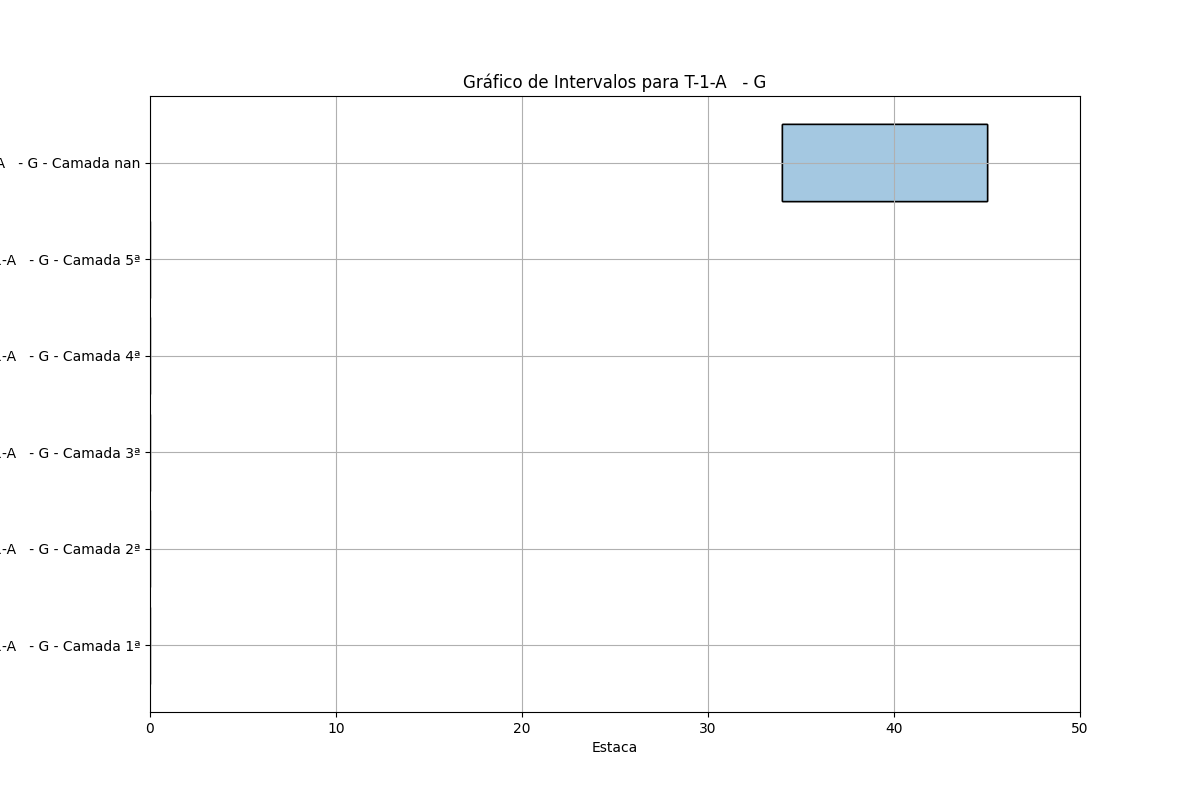 Gráfico de Intervalos para T-1-A - G
A - G - Camada nan
-A - G - Camada 5ª
-A - G - Camada 4ª
-A - G - Camada 3ª
-A - G - Camada 2ª
-A - G - Camada 1ª
0 10 20 30 40 50
Estaca